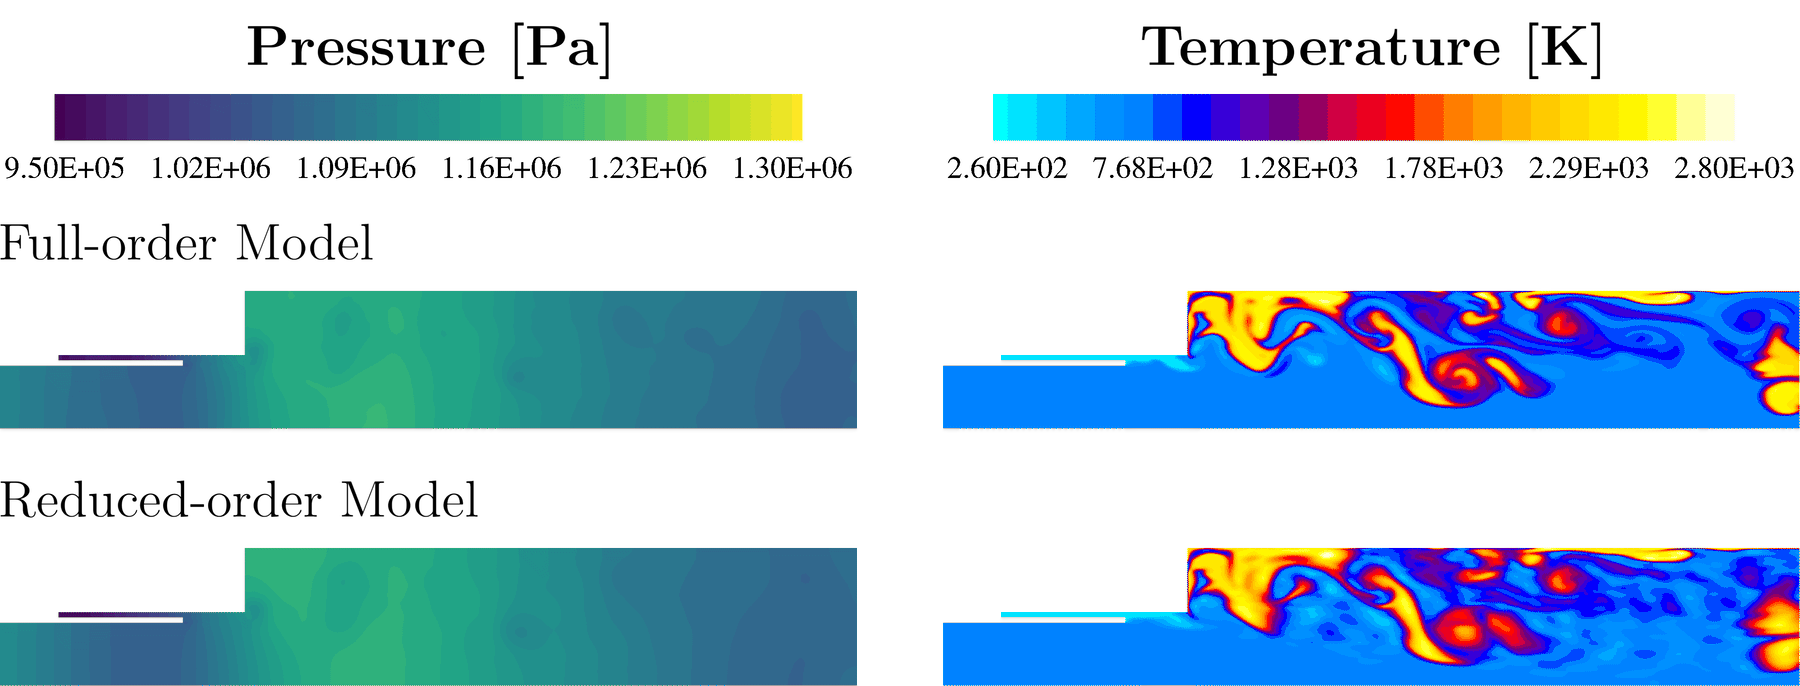 Pressure [Pa]
Temperature [K]
9.50E+05 1.02E+06 1.09E+06 1.16E+06 1.23E+06 1.30E+06
2.60E+02 7.68E+02 1.28E+03 1.78E+03 2.29E+03 2.80E+03
Full-order Model
Reduced-order Model